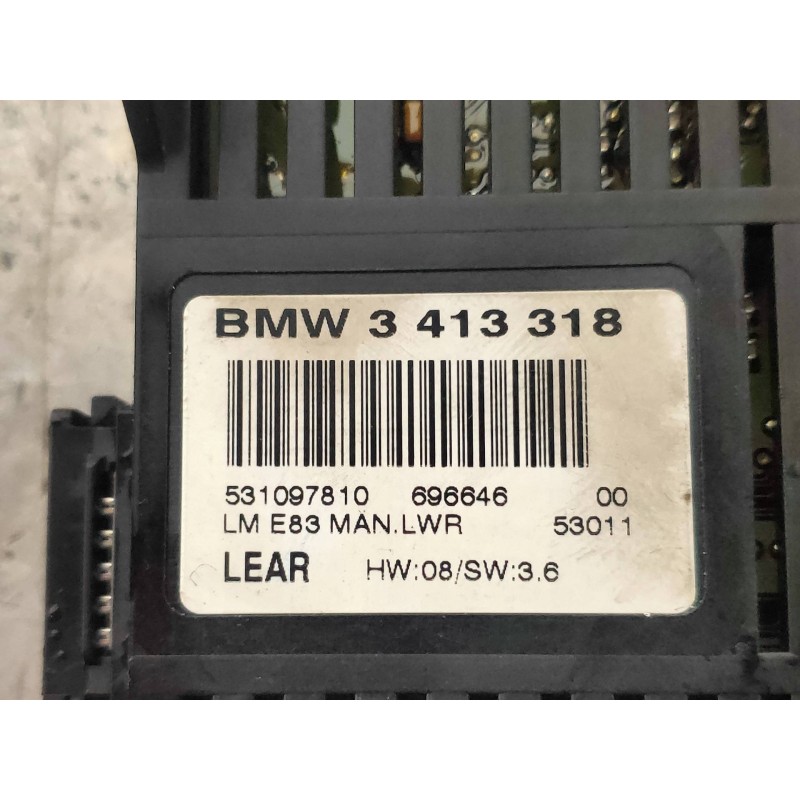 BMW 3 413 318
531097810 696646 00
LM E83 MAN.LWR 53011
LEAR HW:08/SW:3.6